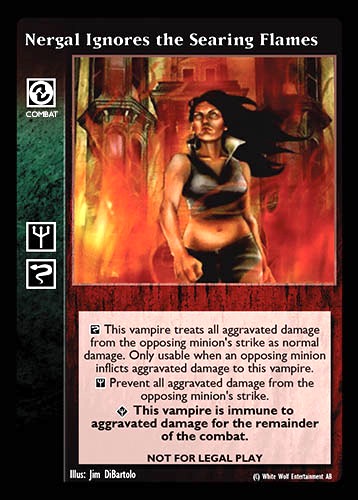 Nergal Ignores the Searing Flames
COMBAT
This vampire treats all aggravated damage
from the opposing minion's strike as normal
damage. Only usable when an opposing minion
inflicts aggravated damage to this vampire.
Prevent all aggravated damage from the
opposing minion's strike.
This vampire is immune to
aggravated damage for the remainder
of the combat.
NOT FOR LEGAL PLAY
Illus: Jim DiBartolo
(C) White Wolf Entertainment AB